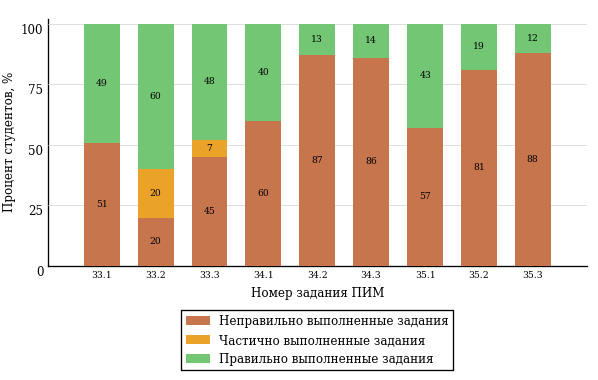 Процент студентов, %
100
75
50
25
0
49 60 48 40 13 14 43 19 12
20 7
51 20 45 60 87 86 57 81 88
33.1 33.2 33.3 34.1 34.2 34.3 35.1 35.2 35.3
Номер задания ПИМ
Неправильно выполненные задания
Частично выполненные задания
Правильно выполненные задания